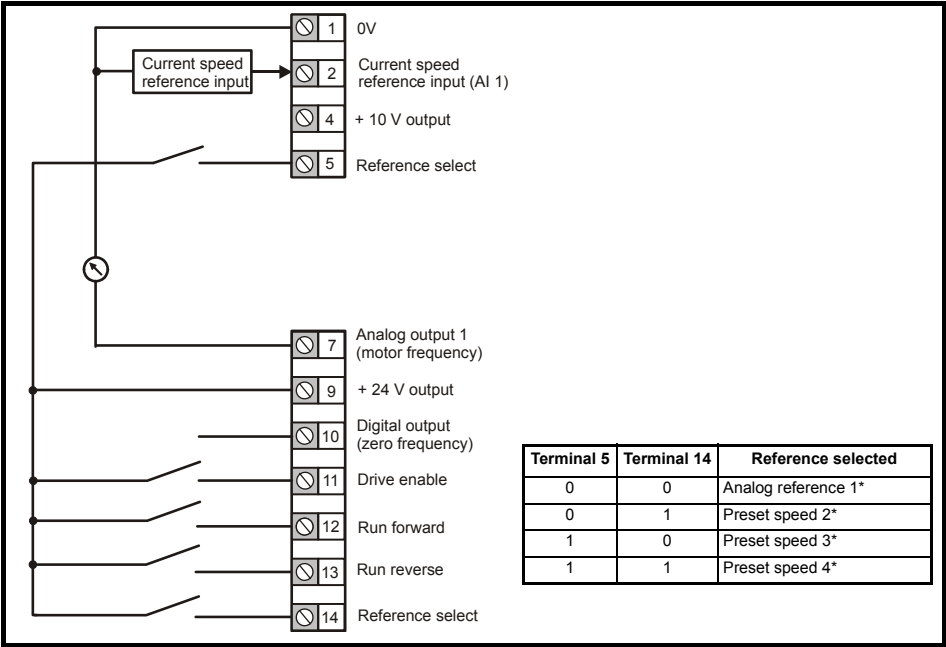 1 0V
Current speed
reference input
2 Current speed
reference input (AI 1)
4 + 10 V output
5 Reference select
7 Analog output 1
(motor frequency)
9 + 24 V output
10 Digital output
(zero frequency)
11 Drive enable
12 Run forward
13 Run reverse
14 Reference select
Terminal 5 Terminal 14 Reference selected
0 0 Analog reference 1*
0 1 Preset speed 2*
1 0 Preset speed 3*
1 1 Preset speed 4*